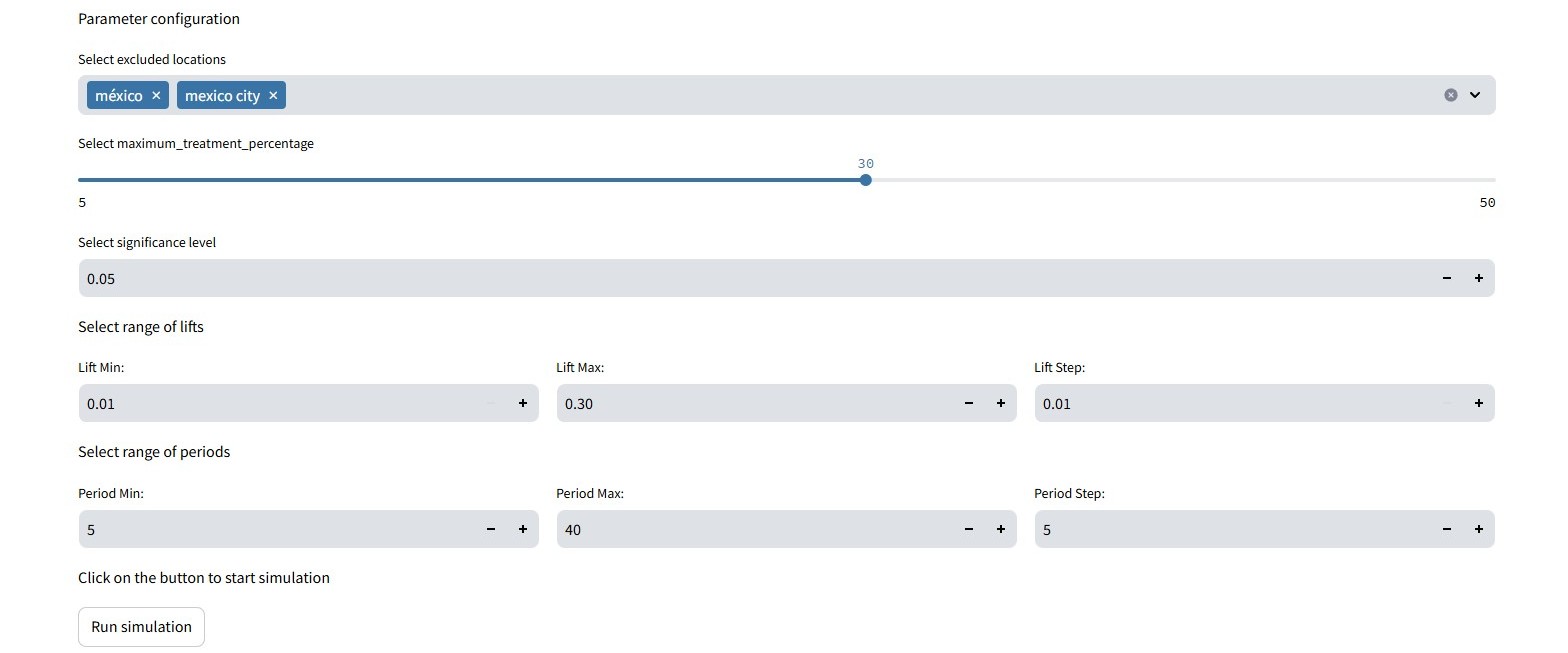 Parameter configuration
Select excluded locations
méxico × mexico city ×
Select maximum_treatment_percentage
30
5 50
Select significance level
0.05 − +
Select range of lifts
Lift Min: Lift Max: Lift Step:
0.01 − + 0.30 − + 0.01 − +
Select range of periods
Period Min: Period Max: Period Step:
5 − + 40 − + 5 − +
Click on the button to start simulation
Run simulation